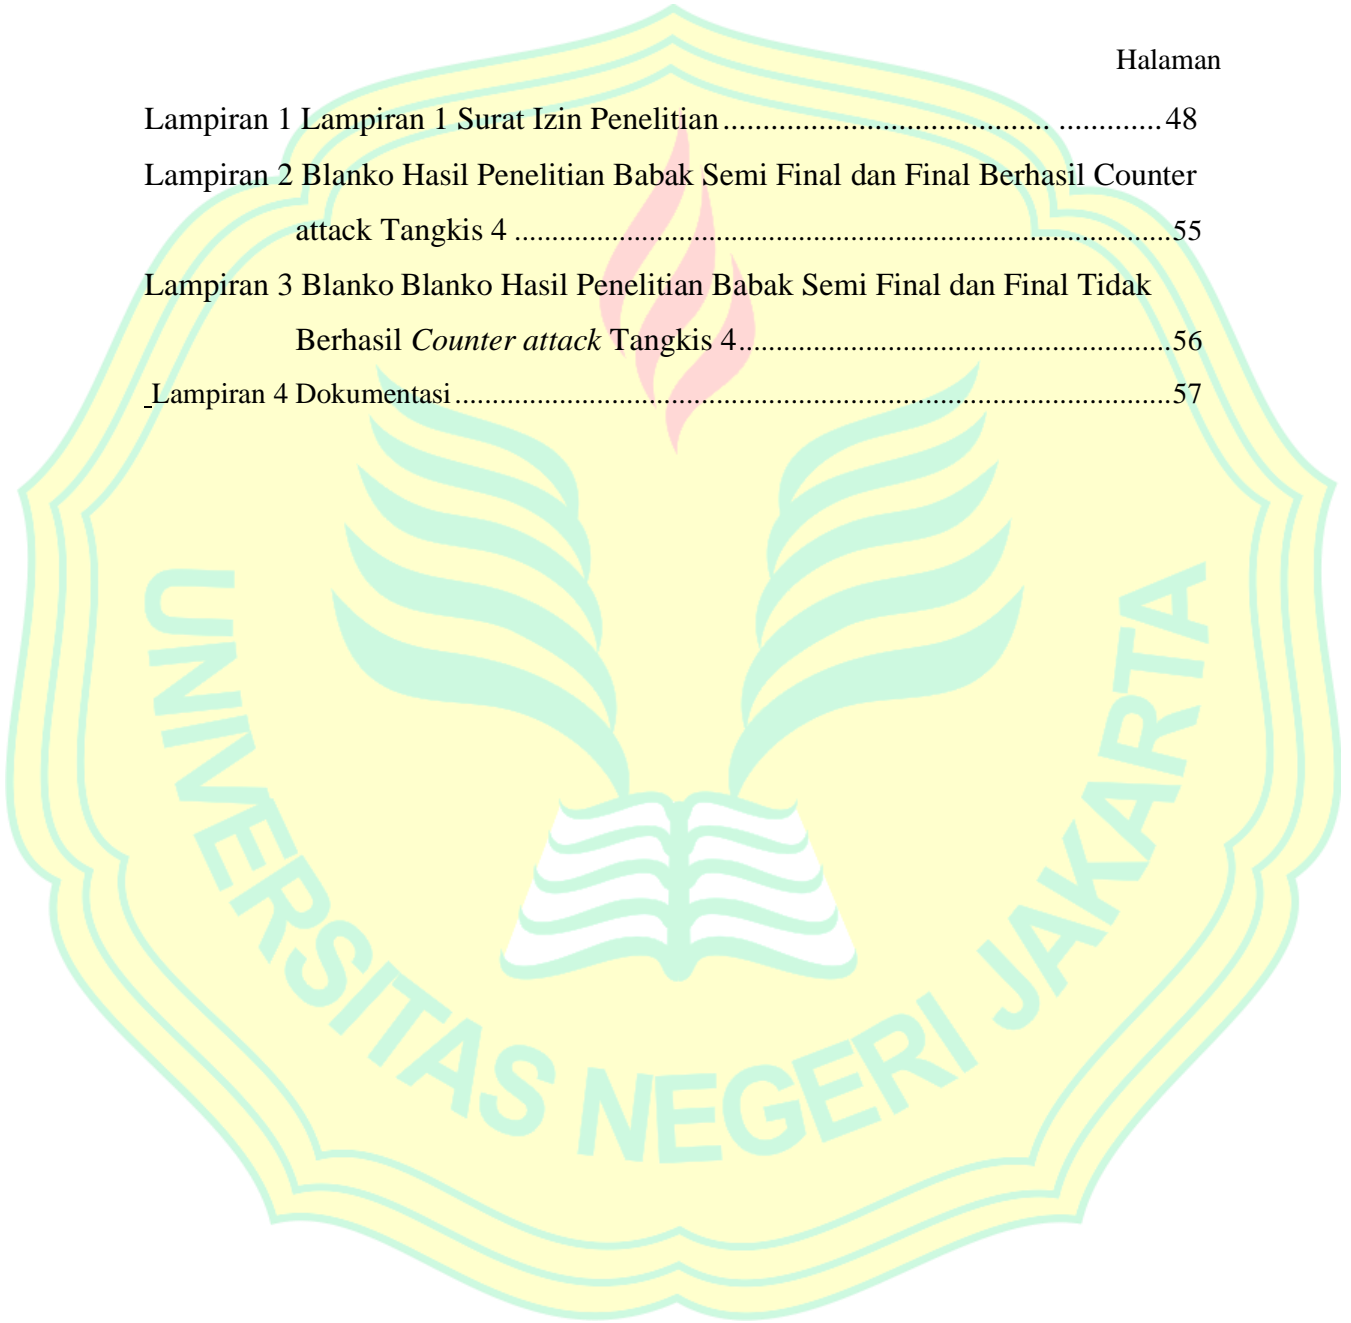 Halaman
Lampiran 1 Lampiran 1 Surat Izin Penelitian......................................... .............48
Lampiran 2 Blanko Hasil Penelitian Babak Semi Final dan Final Berhasil Counter
attack Tangkis 4 ........................................................................................55
Lampiran 3 Blanko Blanko Hasil Penelitian Babak Semi Final dan Final Tidak
Berhasil Counter attack Tangkis 4..........................................................56
Lampiran 4 Dokumentasi................................................................................................57
UNIVERSITAS NEGERI JAKARTA